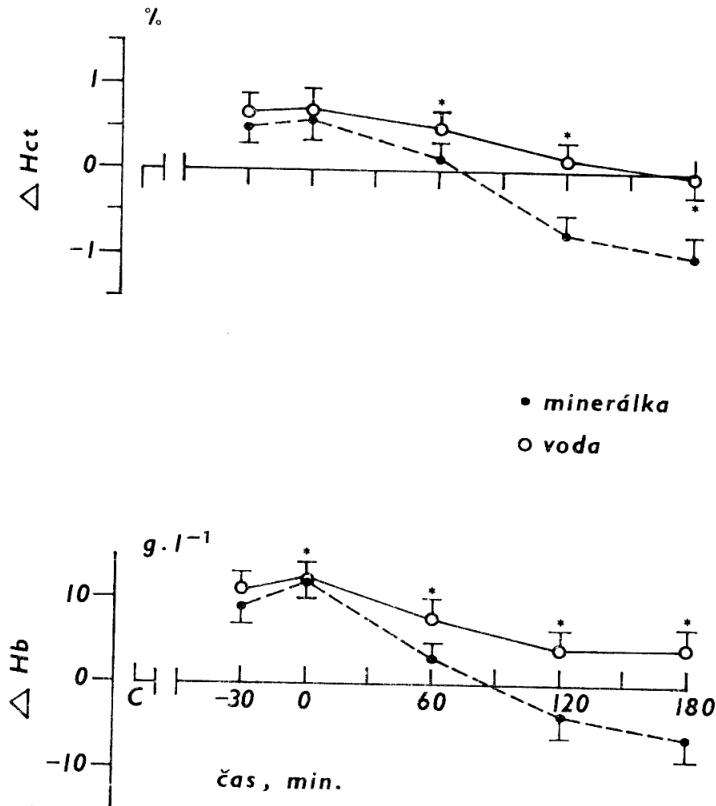 %
1
0
-1
Δ Hct
*
*
*
• minerálka
o voda
g.l⁻¹
*
*
*
*
10
0
-10
Δ Hb
C
-30 0 60 120 180
čas, min.